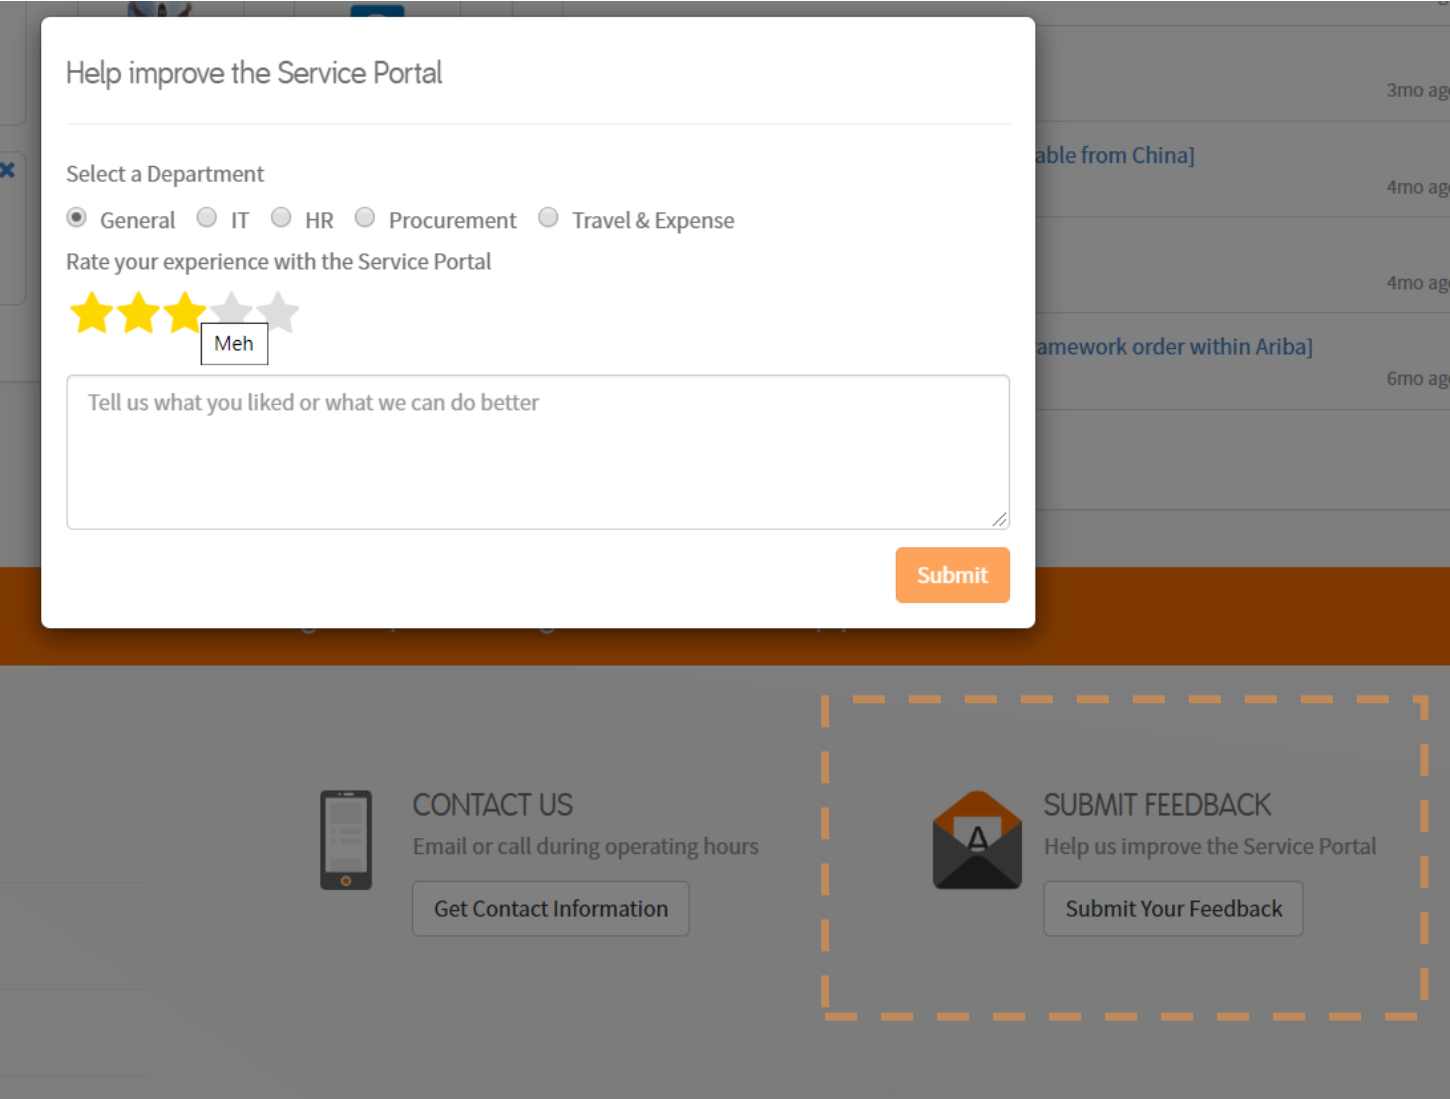 Help improve the Service Portal
Select a Department
General IT HR Procurement Travel & Expense
Rate your experience with the Service Portal
Meh
Tell us what you liked or what we can do better
Submit
3mo ag
able from China]
4mo ag
4mo ag
amework order within Ariba]
6mo ag
CONTACT US
Email or call during operating hours
Get Contact Information
A
SUBMIT FEEDBACK
Help us improve the Service Portal
Submit Your Feedback